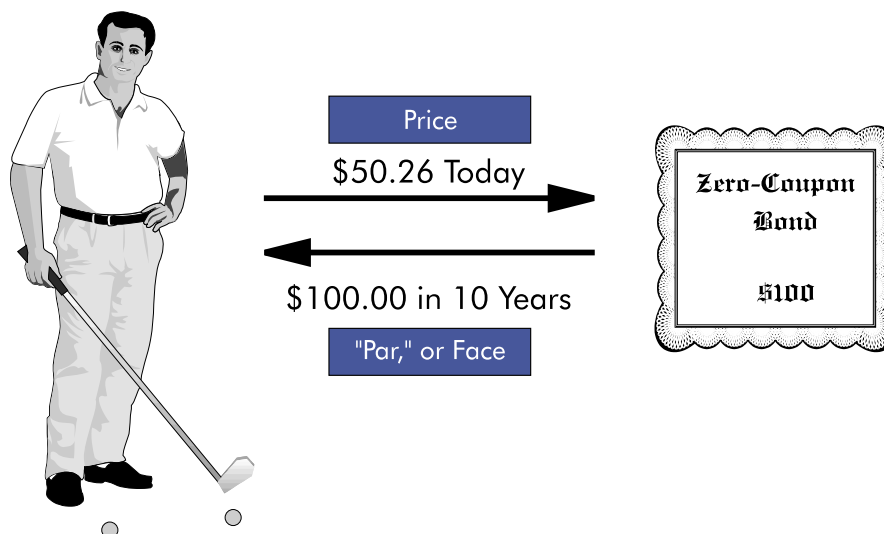 Price
$50.26 Today
$100.00 in 10 Years
"Par," or Face
Zero-Coupon
Bond
$100